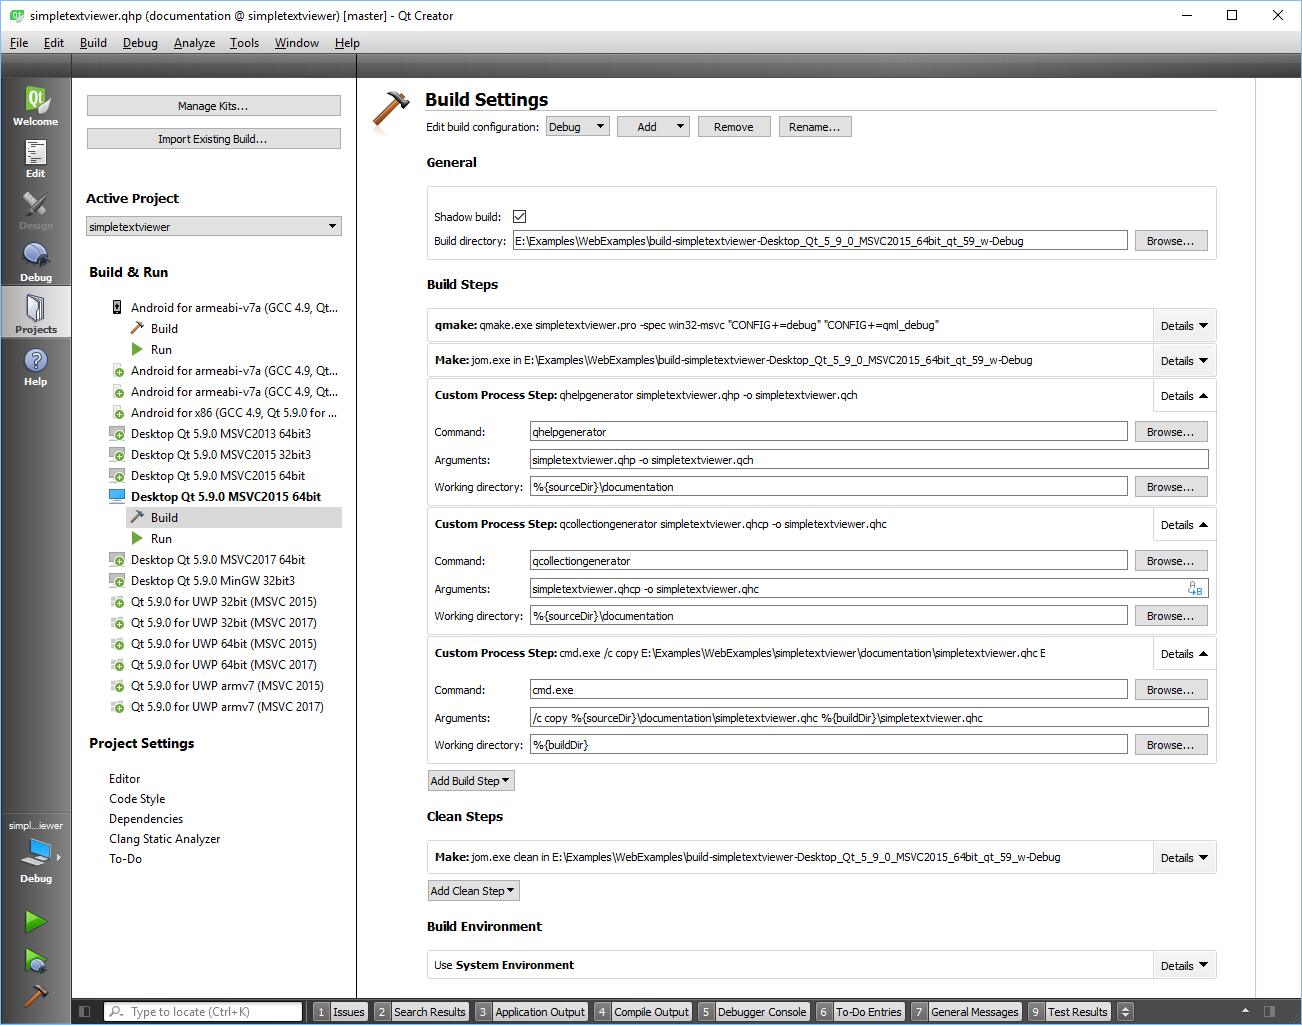 simpletextviewer.qhp (documentation @ simpletextviewer) [master] - Qt Creator
File Edit Build Debug Analyze Tools Window Help
Welcome
Edit
Design
Debug
Projects
Help
simpl...iewer
Debug
Manage Kits...
Import Existing Build...
Active Project
simpletextviewer
Build & Run
Android for armeabi-v7a (GCC 4.9, Qt...
Build
Run
Android for armeabi-v7a (GCC 4.9, Qt...
Android for armeabi-v7a (GCC 4.9, Qt...
Android for x86 (GCC 4.9, Qt 5.9.0 for ...
Desktop Qt 5.9.0 MSVC2013 64bit3
Desktop Qt 5.9.0 MSVC2015 32bit3
Desktop Qt 5.9.0 MSVC2015 64bit
Desktop Qt 5.9.0 MSVC2015 64bit
Build
Run
Desktop Qt 5.9.0 MSVC2017 64bit
Desktop Qt 5.9.0 MinGW 32bit3
Qt 5.9.0 for UWP 32bit (MSVC 2015)
Qt 5.9.0 for UWP 32bit (MSVC 2017)
Qt 5.9.0 for UWP 64bit (MSVC 2015)
Qt 5.9.0 for UWP 64bit (MSVC 2017)
Qt 5.9.0 for UWP armv7 (MSVC 2015)
Qt 5.9.0 for UWP armv7 (MSVC 2017)
Project Settings
Editor
Code Style
Dependencies
Clang Static Analyzer
To-Do
Build Settings
Edit build configuration: Debug Add Remove Rename...
General
Shadow build:
Build directory: E:\Examples\WebExamples\build-simpletextviewer-Desktop_Qt_5_9_0_MSVC2015_64bit_qt_59_w-Debug Browse...
Build Steps
qmake: qmake.exe simpletextviewer.pro -spec win32-msvc "CONFIG+=debug" "CONFIG+=qml_debug" Details
Make: jom.exe in E:\Examples\WebExamples\build-simpletextviewer-Desktop_Qt_5_9_0_MSVC2015_64bit_qt_59_w-Debug Details
Custom Process Step: qhelpgenerator simpletextviewer.qhp -o simpletextviewer.qch Details
Command: qhelpgenerator Browse...
Arguments: simpletextviewer.qhp -o simpletextviewer.qch
Working directory: %{sourceDir}\documentation Browse...
Custom Process Step: qcollectiongenerator simpletextviewer.qhcp -o simpletextviewer.qhc Details
Command: qcollectiongenerator Browse...
Arguments: simpletextviewer.qhcp -o simpletextviewer.qhc
Working directory: %{sourceDir}\documentation Browse...
Custom Process Step: cmd.exe /c copy E:\Examples\WebExamples\simpletextviewer\documentation\simpletextviewer.qhc E Details
Command: cmd.exe Browse...
Arguments: /c copy %{sourceDir}\documentation\simpletextviewer.qhc %{buildDir}\simpletextviewer.qhc
Working directory: %{buildDir} Browse...
Add Build Step
Clean Steps
Make: jom.exe clean in E:\Examples\WebExamples\build-simpletextviewer-Desktop_Qt_5_9_0_MSVC2015_64bit_qt_59_w-Debug Details
Add Clean Step
Build Environment
Use System Environment Details
Type to locate (Ctrl+K) 1 Issues 2 Search Results 3 Application Output 4 Compile Output 5 Debugger Console 6 To-Do Entries 7 General Messages 9 Test Results